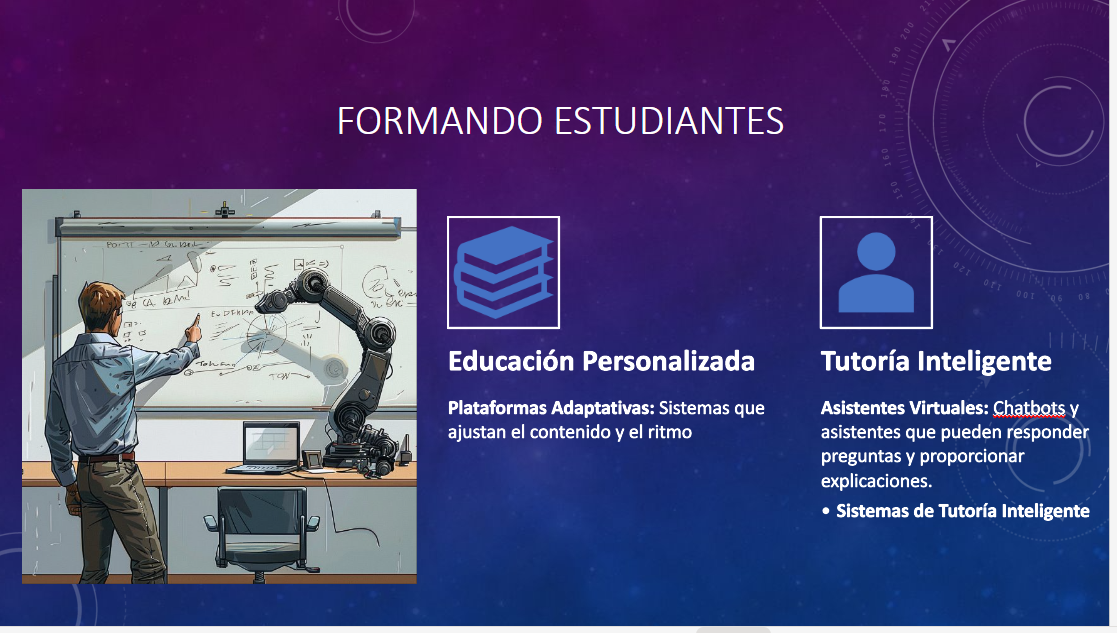 FORMANDO ESTUDIANTES
Educación Personalizada
Plataformas Adaptativas: Sistemas que
ajustan el contenido y el ritmo
Tutoría Inteligente
Asistentes Virtuales: Chatbots y
asistentes que pueden responder
preguntas y proporcionar
explicaciones.
• Sistemas de Tutoría Inteligente